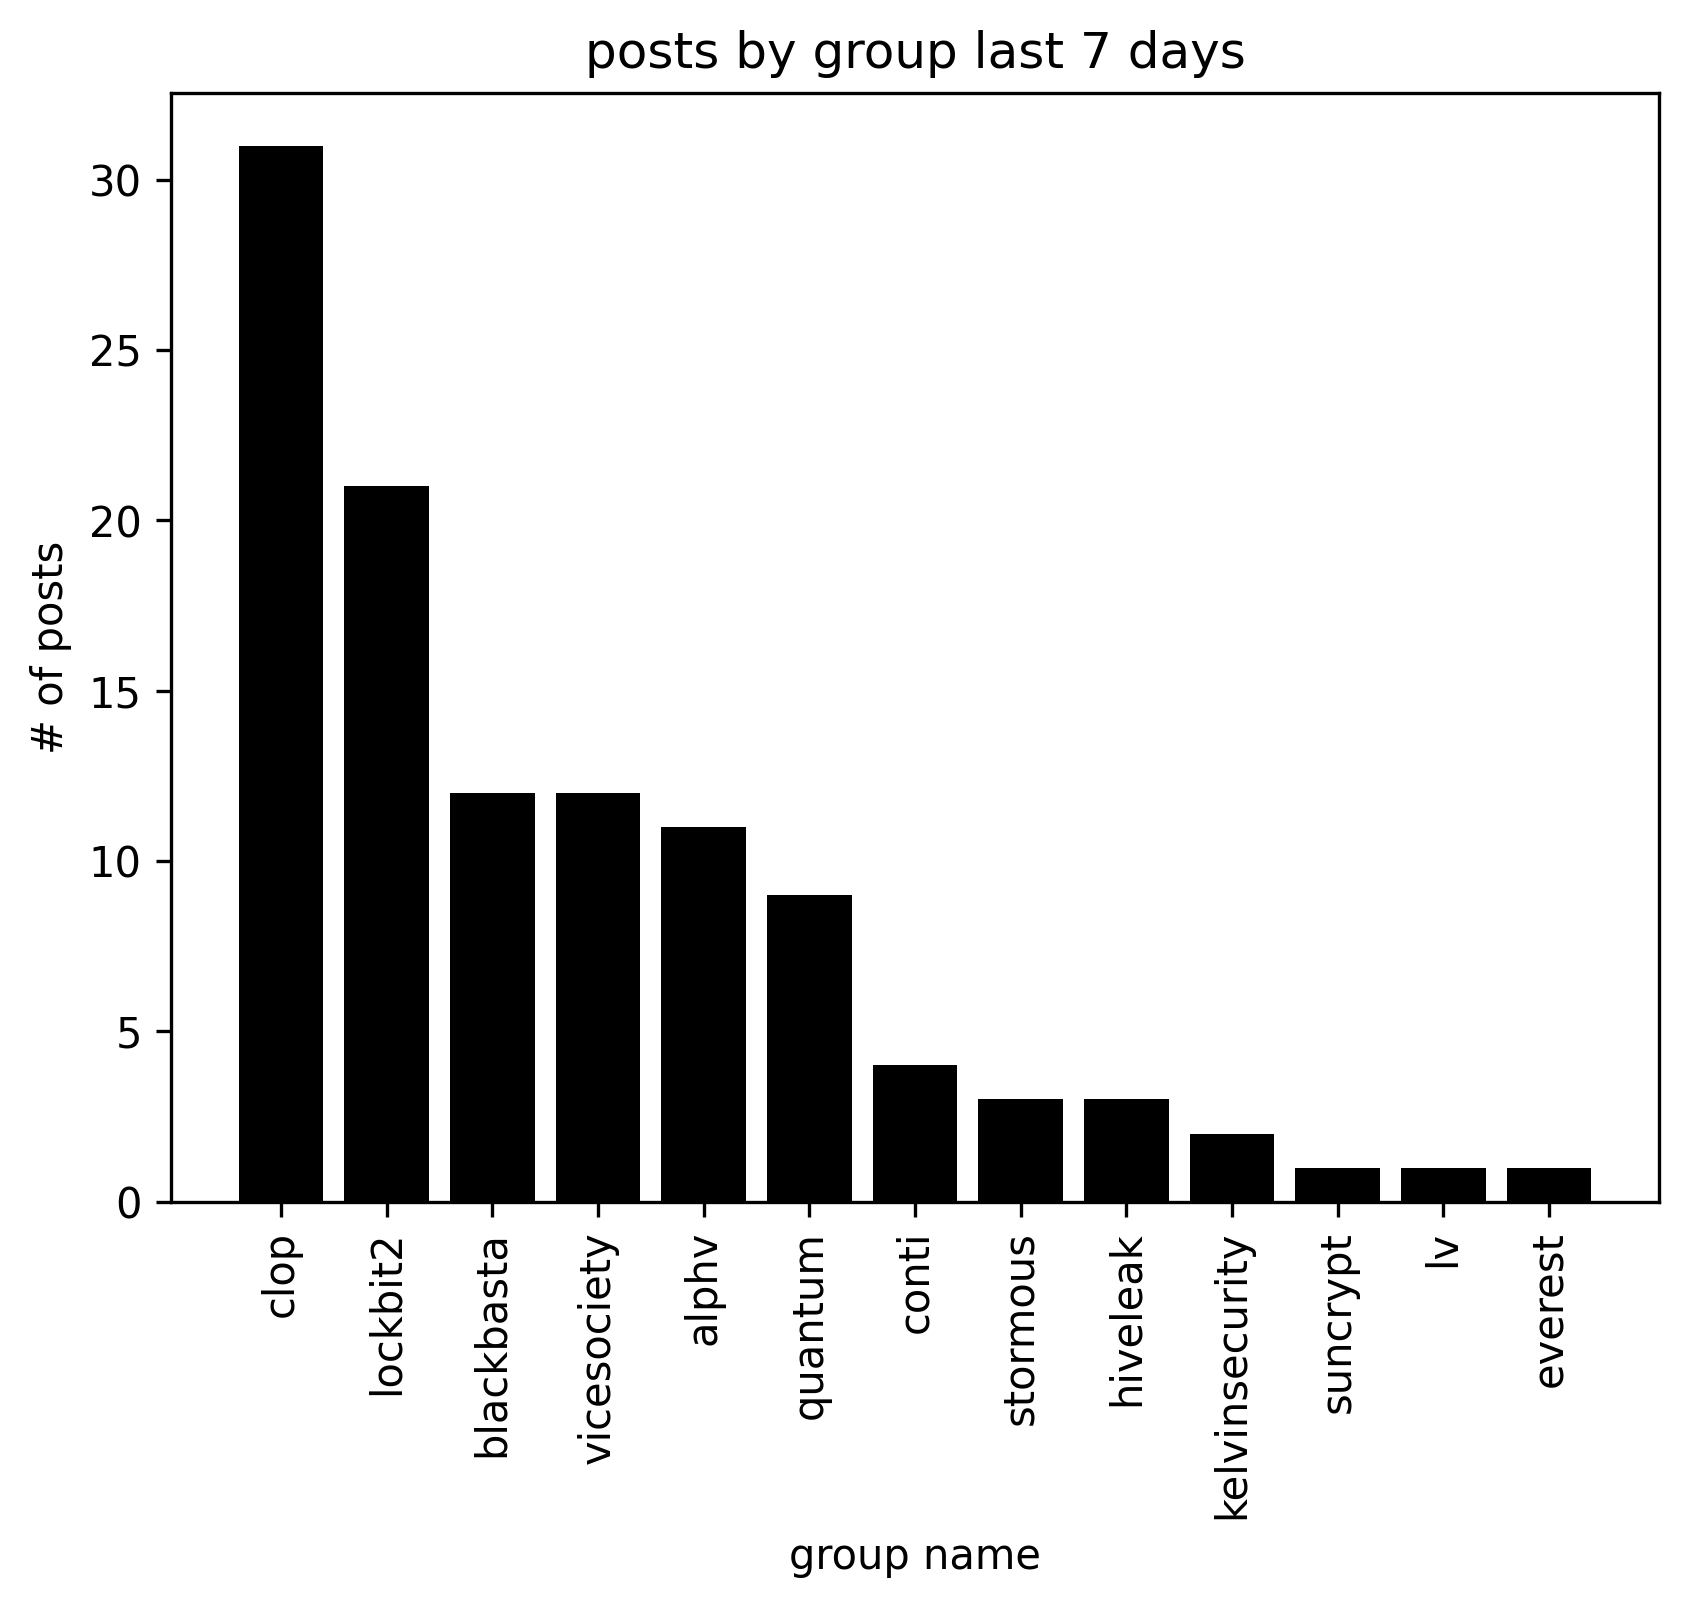 posts by group last 7 days
# of posts
30
25
20
15
10
5
0
clop
lockbit2
blackbasta
vicesociety
alphv
quantum
conti
stormous
hiveleak
kelvinsecurity
suncrypt
lv
everest
group name